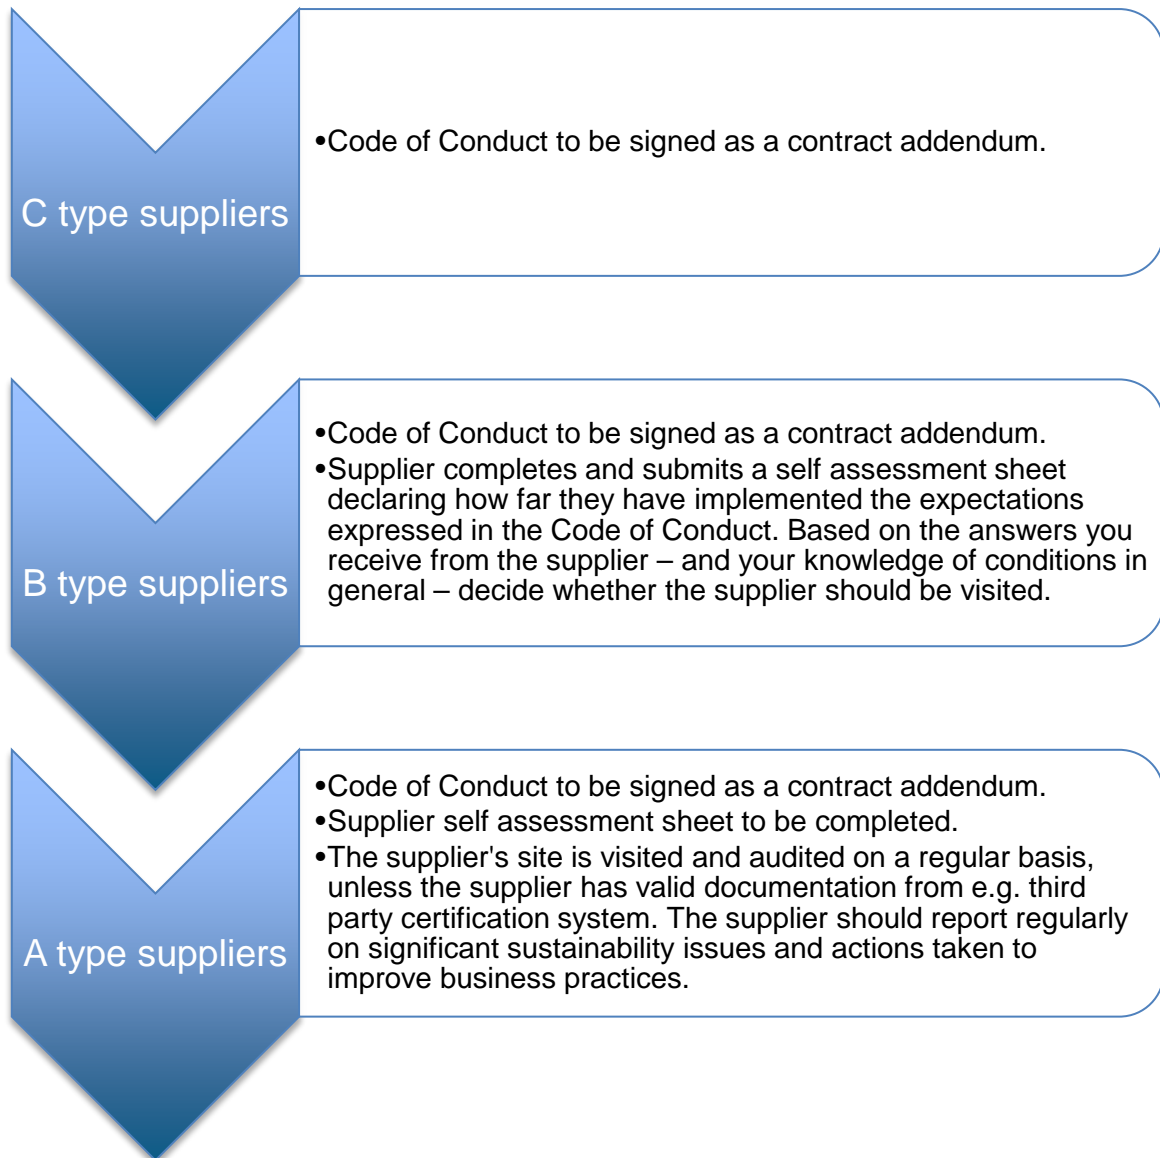 C type suppliers
•Code of Conduct to be signed as a contract addendum.
B type suppliers
•Code of Conduct to be signed as a contract addendum.
•Supplier completes and submits a self assessment sheet
declaring how far they have implemented the expectations
expressed in the Code of Conduct. Based on the answers you
receive from the supplier – and your knowledge of conditions in
general – decide whether the supplier should be visited.
A type suppliers
•Code of Conduct to be signed as a contract addendum.
•Supplier self assessment sheet to be completed.
•The supplier's site is visited and audited on a regular basis,
unless the supplier has valid documentation from e.g. third
party certification system. The supplier should report regularly
on significant sustainability issues and actions taken to
improve business practices.